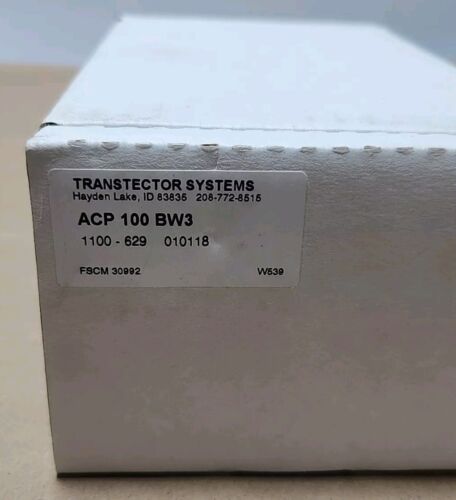 TRANSTECTOR SYSTEMS
Hayden Lake, ID 83835 208-772-8515
ACP 100 BW3
1100 - 629 010118
FSCM 30992 W539